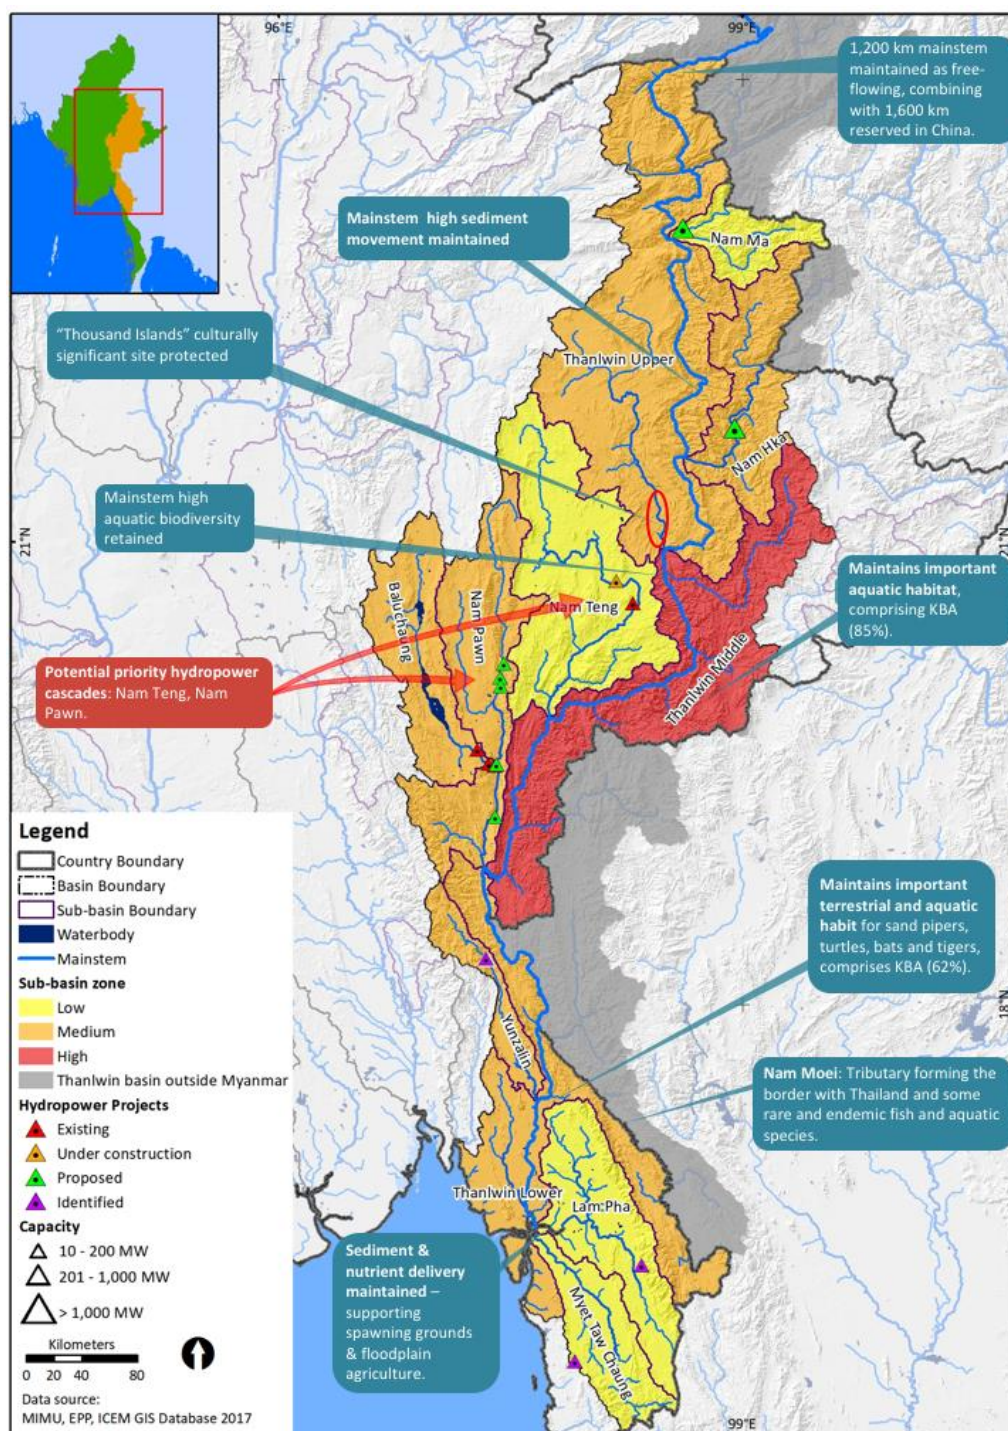 96°E
99°E
1,200 km mainstem
maintained as free-
flowing, combining
with 1,600 km
reserved in China.
Mainstem high sediment
movement maintained
Nam Ma
"Thousand Islands" culturally
significant site protected
Thanlwin Upper
Nam Hka
Mainstem high
aquatic biodiversity
retained
21°N
21°N
Maintains important
aquatic habitat,
comprising KBA
(85%).
Baluchaung
Nam Pawn
Nam Teng
Thanlwin Middle
Potential priority hydropower
cascades: Nam Teng, Nam
Pawn.
Legend
Country Boundary
Basin Boundary
Sub-basin Boundary
Waterbody
Mainstem
Sub-basin zone
Low
Medium
High
Thanlwin basin outside Myanmar
Hydropower Projects
Existing
Under construction
Proposed
Identified
Capacity
10 - 200 MW
201 - 1,000 MW
> 1,000 MW
Kilometers
0 20 40 80
Data source:
MIMU, EPP, ICEM GIS Database 2017
Maintains important
terrestrial and aquatic
habit for sand pipers,
turtles, bats and tigers,
comprises KBA (62%).
18°N
Yunzalin
Nam Moei: Tributary forming the
border with Thailand and some
rare and endemic fish and aquatic
species.
Thanlwin Lower
Lam Pha
Sediment &
nutrient delivery
maintained –
supporting
spawning grounds
& floodplain
agriculture.
Myet Taw Chaung
99°E